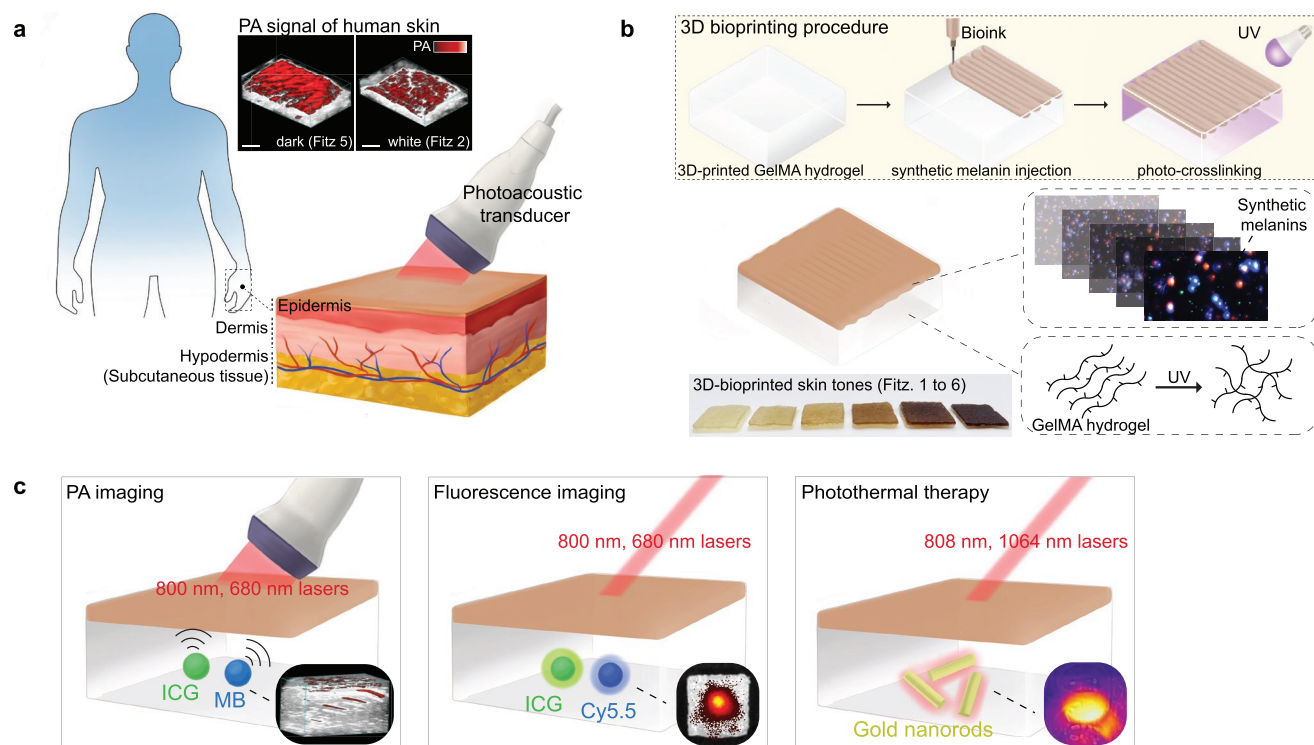 a
PA signal of human skin
PA
dark (Fitz 5)
white (Fitz 2)
Photoacoustic
transducer
Epidermis
Dermis
Hypodermis
(Subcutaneous tissue)
b
3D bioprinting procedure
Bioink
UV
3D-printed GelMA hydrogel
synthetic melanin injection
photo-crosslinking
Synthetic
melanins
3D-bioprinted skin tones (Fitz. 1 to 6)
UV
GelMA hydrogel
c
PA imaging
800 nm, 680 nm lasers
ICG
MB
Fluorescence imaging
800 nm, 680 nm lasers
ICG
Cy5.5
Photothermal therapy
808 nm, 1064 nm lasers
Gold nanorods